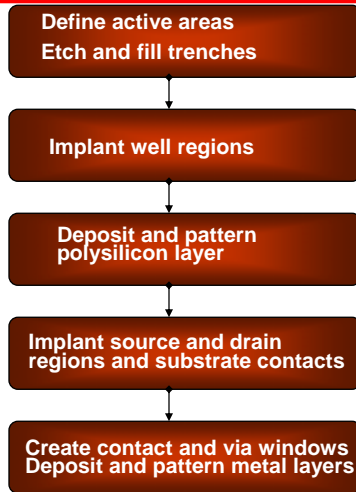 Define active areas
Etch and fill trenches
Implant well regions
Deposit and pattern
polysilicon layer
Implant source and drain
regions and substrate contacts
Create contact and via windows
Deposit and pattern metal layers